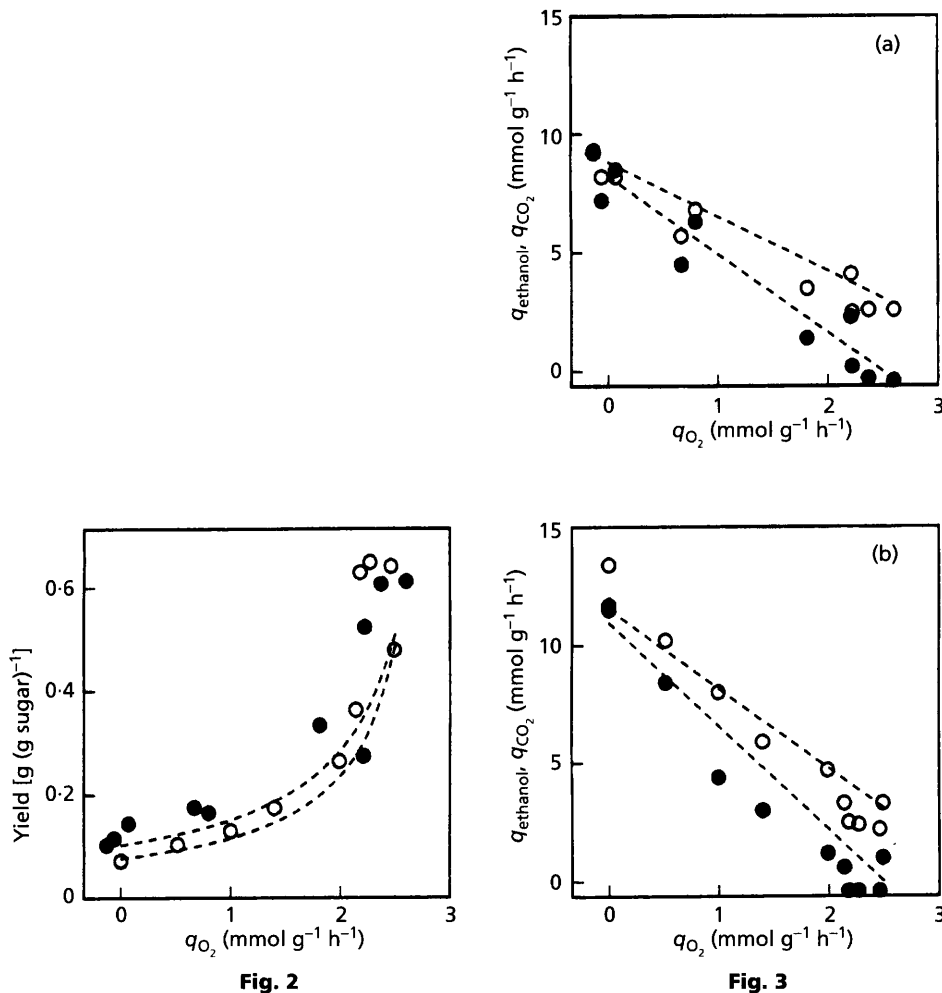 (a)
15
10
5
0
q_ethanol, q_CO₂ (mmol g⁻¹ h⁻¹)
0 1 2 3
q_O₂ (mmol g⁻¹ h⁻¹)
0·6
0·4
0·2
0
Yield [g (g sugar)⁻¹]
0 1 2 3
q_O₂ (mmol g⁻¹ h⁻¹)
Fig. 2
(b)
15
10
5
0
q_ethanol, q_CO₂ (mmol g⁻¹ h⁻¹)
0 1 2 3
q_O₂ (mmol g⁻¹ h⁻¹)
Fig. 3